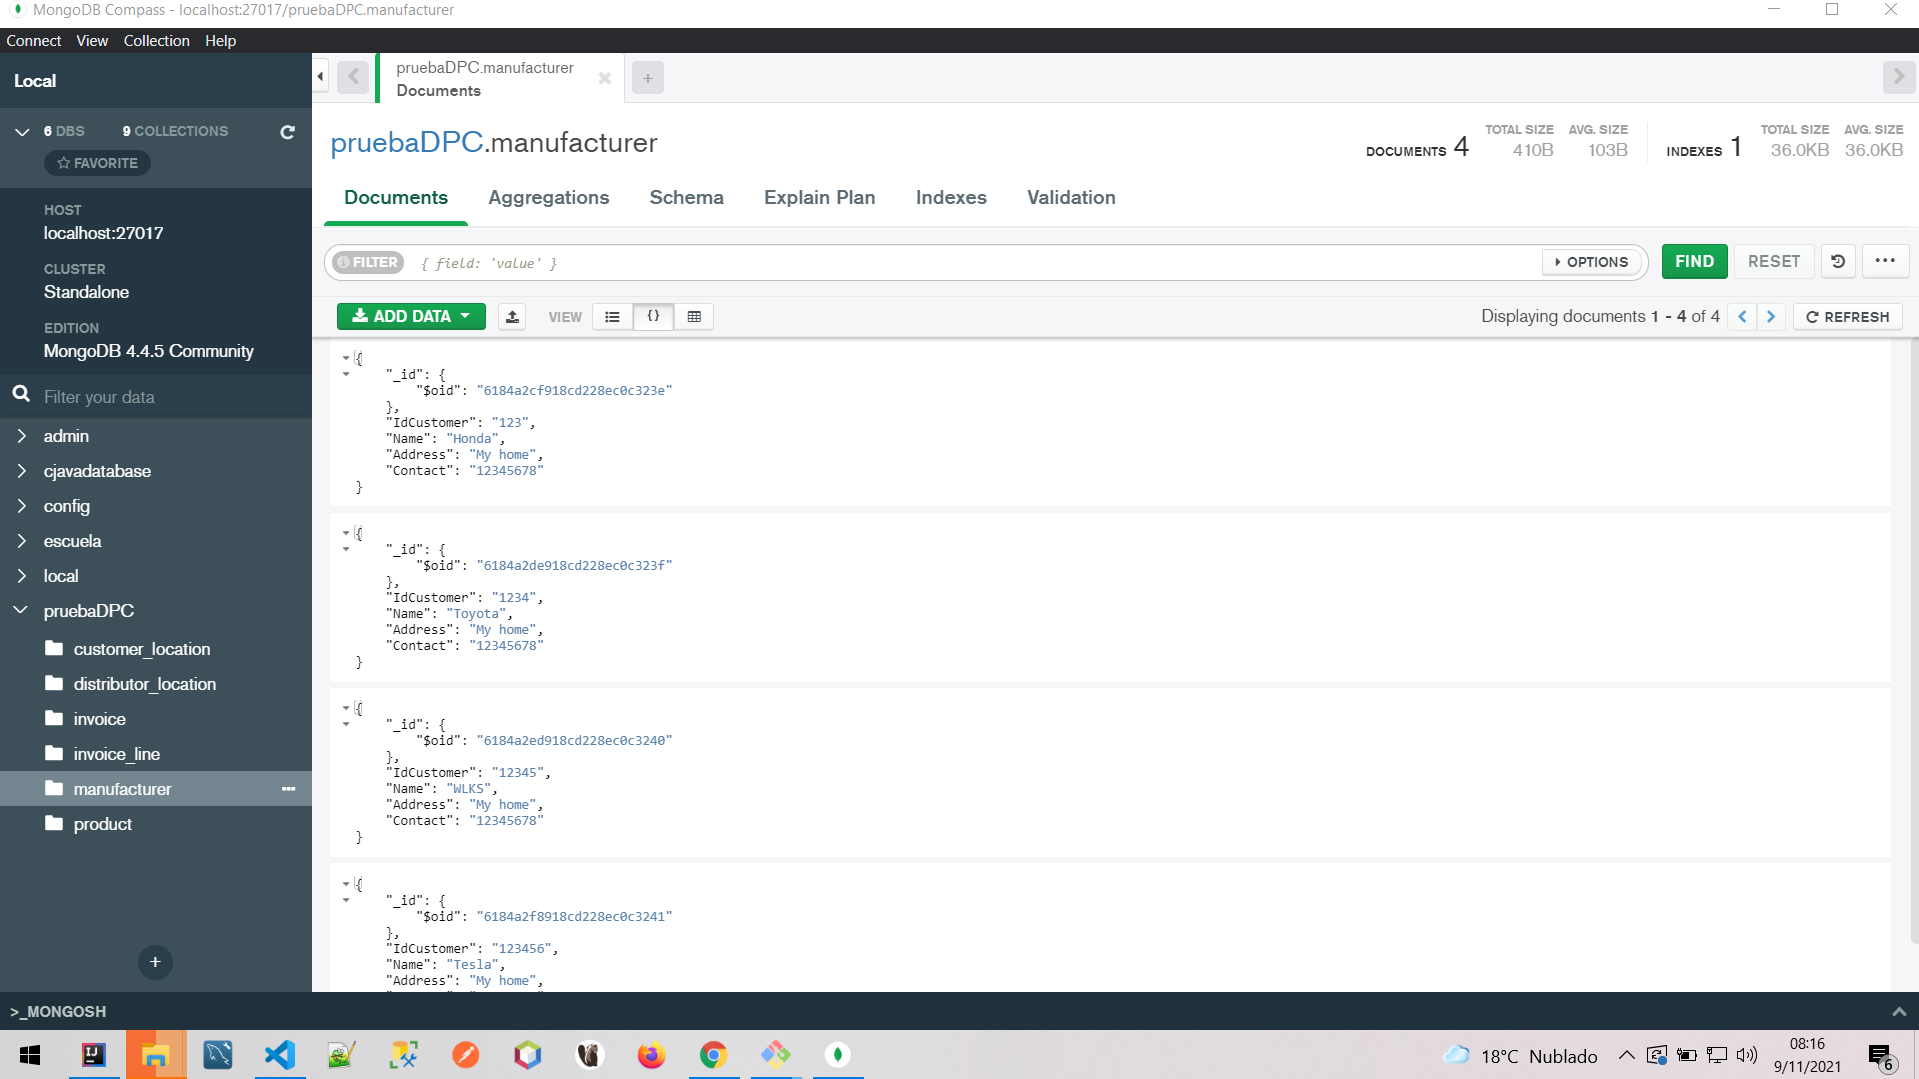 MongoDB Compass - localhost:27017/pruebaDPC.manufacturer
Connect View Collection Help
Local
6 DBS 9 COLLECTIONS
FAVORITE
HOST
localhost:27017
CLUSTER
Standalone
EDITION
MongoDB 4.4.5 Community
Filter your data
admin
cjavadatabase
config
escuela
local
pruebaDPC
customer_location
distributor_location
invoice
invoice_line
manufacturer
product
pruebaDPC.manufacturer
Documents
pruebaDPC.manufacturer
DOCUMENTS 4 TOTAL SIZE 410B AVG. SIZE 103B INDEXES 1 TOTAL SIZE 36.0KB AVG. SIZE 36.0KB
Documents Aggregations Schema Explain Plan Indexes Validation
FILTER { field: 'value' } OPTIONS FIND RESET
ADD DATA VIEW Displaying documents 1 - 4 of 4 REFRESH
{
"_id": {
"$oid": "6184a2cf918cd228ec0c323e"
},
"IdCustomer": "123",
"Name": "Honda",
"Address": "My home",
"Contact": "12345678"
}
{
"_id": {
"$oid": "6184a2de918cd228ec0c323f"
},
"IdCustomer": "1234",
"Name": "Toyota",
"Address": "My home",
"Contact": "12345678"
}
{
"_id": {
"$oid": "6184a2ed918cd228ec0c3240"
},
"IdCustomer": "12345",
"Name": "WLKS",
"Address": "My home",
"Contact": "12345678"
}
{
"_id": {
"$oid": "6184a2f8918cd228ec0c3241"
},
"IdCustomer": "123456",
"Name": "Tesla",
"Address": "My home",
>_MONGOSH
18°C Nublado
08:16
9/11/2021
6